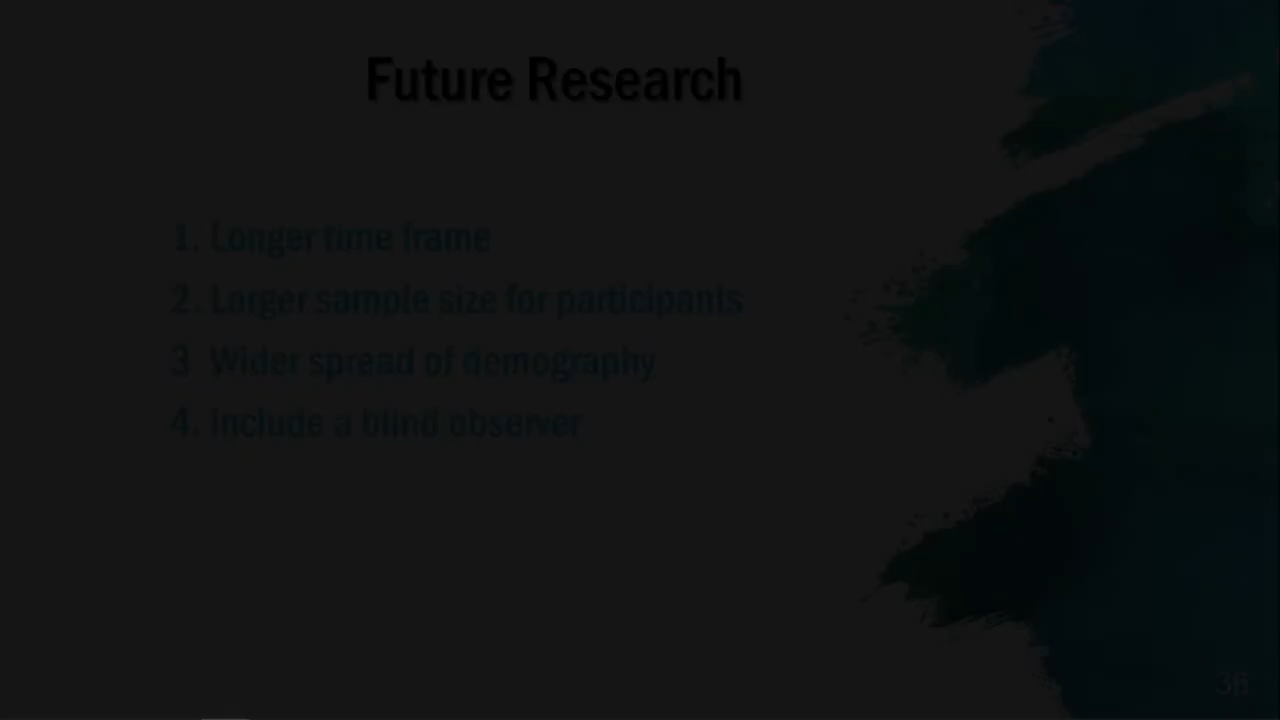 Future Research
1. Longer time frame
2. Larger sample size for participants
3 Wider spread of demography
4. Include a blind observer
36